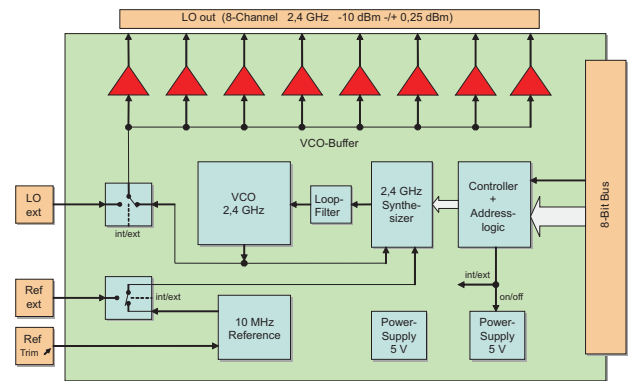 LO out (8-Channel 2,4 GHz -10 dBm -/+ 0,25 dBm)
VCO-Buffer
LO
ext
int/ext
VCO
2,4 GHz
Loop-
Filter
2,4 GHz
Synthe-
sizer
Controller
+
Address-
logic
8-Bit Bus
Ref
ext
int/ext
int/ext
on/off
Ref
Trim
10 MHz
Reference
Power-
Supply
5 V
Power-
Supply
5 V